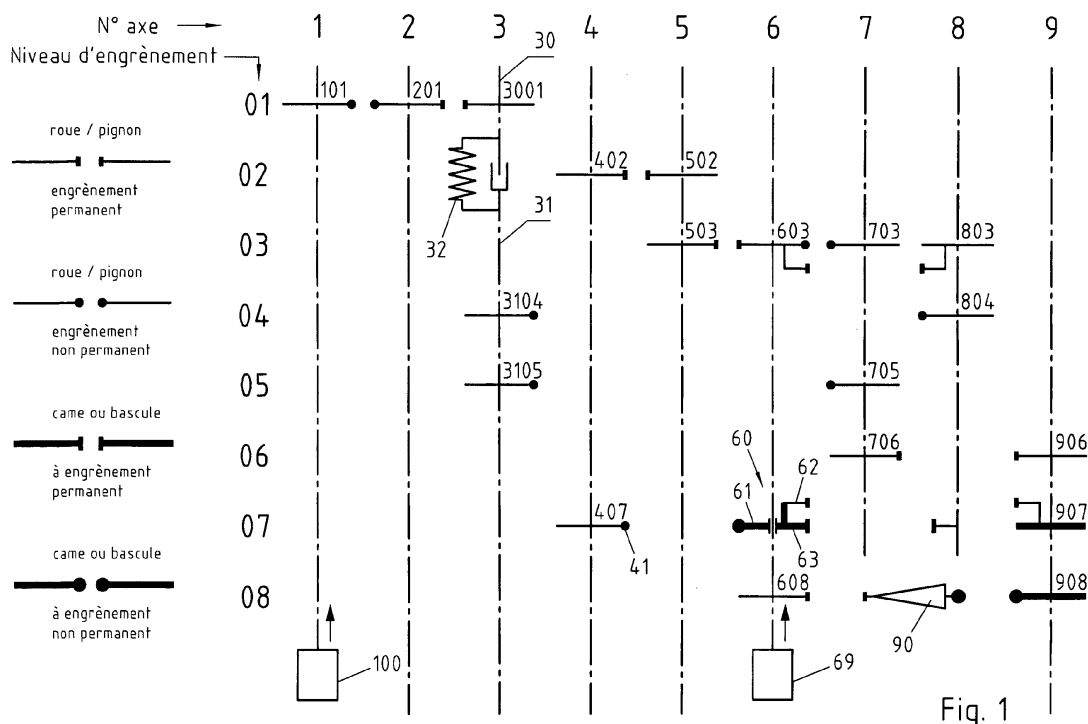 N° axe 1 2 3 4 5 6 7 8 9
Niveau d'engrènement
30
01 101 201 3001
roue / pignon
engrènement
permanent
02 402 502
32 31
03 503 603 703 803
roue / pignon
engrènement
non permanent
04 3104 804
05 3105 705
came ou bascule
à engrènement
permanent
06 706 906
60 62
61 63
07 407 907
41
came ou bascule
à engrènement
non permanent
08 608 908
90
100 69
Fig. 1